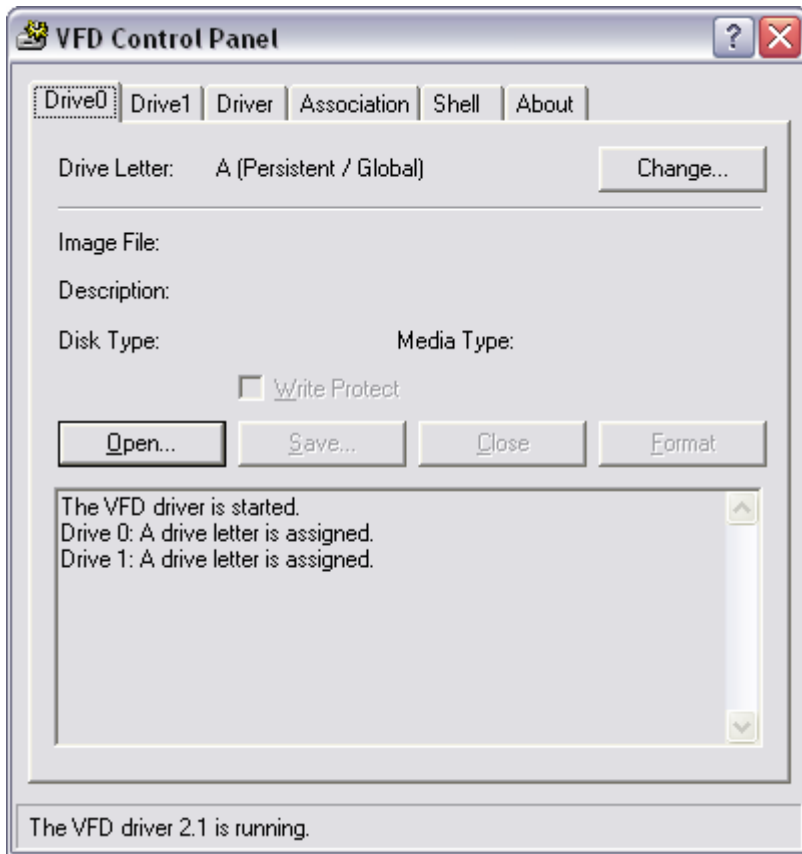 VFD Control Panel
Drive0 Drive1 Driver Association Shell About
Drive Letter: A (Persistent / Global) Change...
Image File:
Description:
Disk Type: Media Type:
Write Protect
Open... Save... Close Format
The VFD driver is started.
Drive 0: A drive letter is assigned.
Drive 1: A drive letter is assigned.
The VFD driver 2.1 is running.